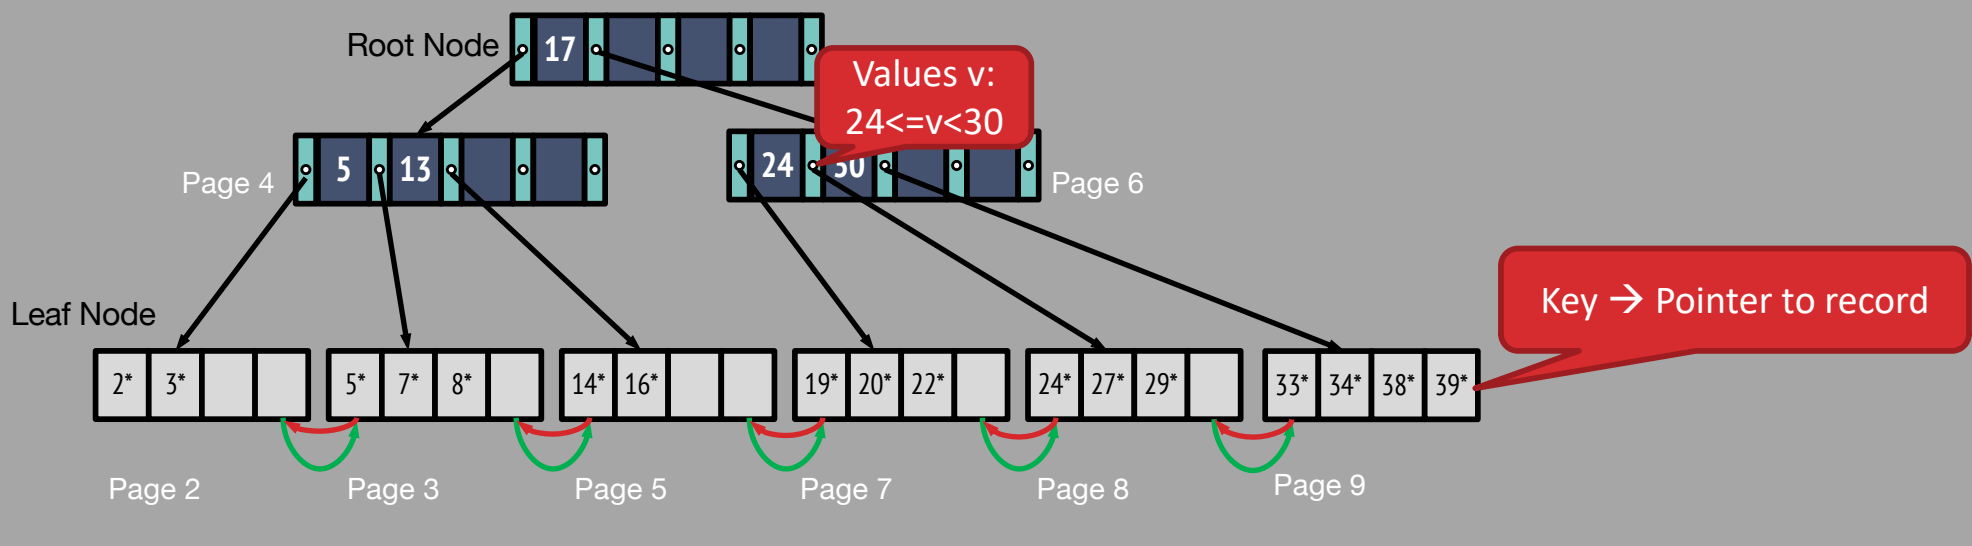 Root Node
17
Values v:
24<=v<30
Page 4
5
13
24
30
Page 6
Leaf Node
Key → Pointer to record
2*
3*
5*
7*
8*
14*
16*
19*
20*
22*
24*
27*
29*
33*
34*
38*
39*
Page 2
Page 3
Page 5
Page 7
Page 8
Page 9